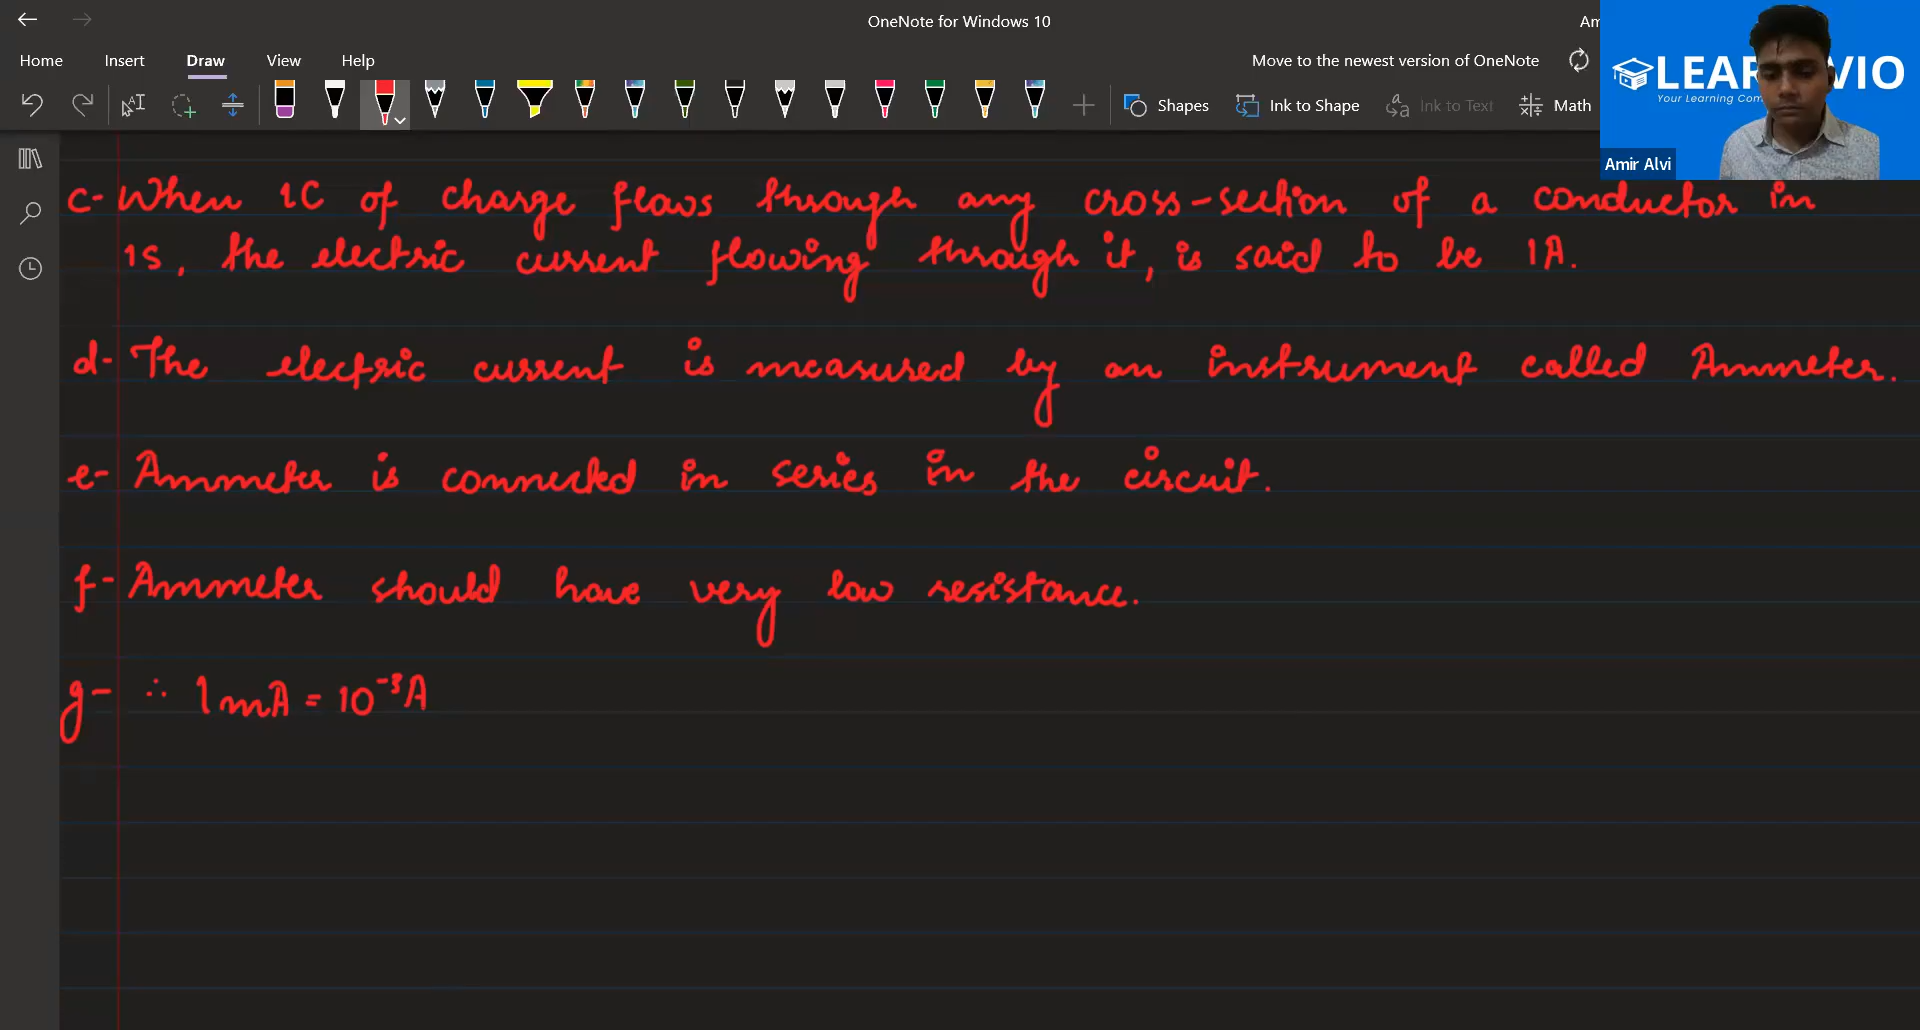 OneNote for Windows 10
Am
Home Insert Draw View Help
Move to the newest version of OneNote
Shapes Ink to Shape Ink to Text Math
LEAR VIO
Your Learning Com
Amir Alvi
c- When 1C of charge flows through any cross-section of a conductor in
1s, the electric current flowing through it, is said to be 1A.
d- The electric current is measured by an instrument called Ammeter.
e- Ammeter is connected in series in the circuit.
f- Ammeter should have very low resistance.
g- ∴ 1mA = 10⁻³A